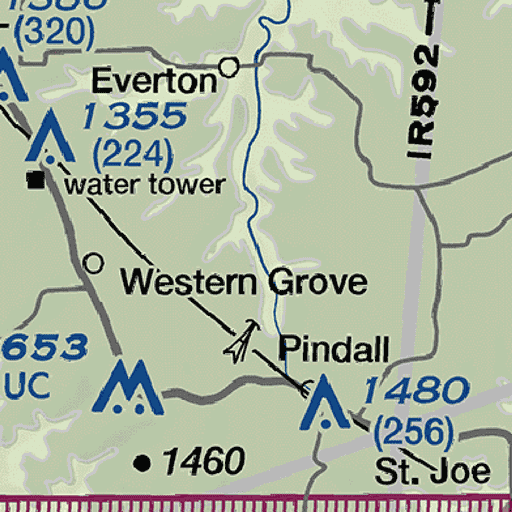 (320)
Everton
1355
(224)
water tower
IR592
Western Grove
653
UC
Pindall
1480
(256)
1460
St. Joe